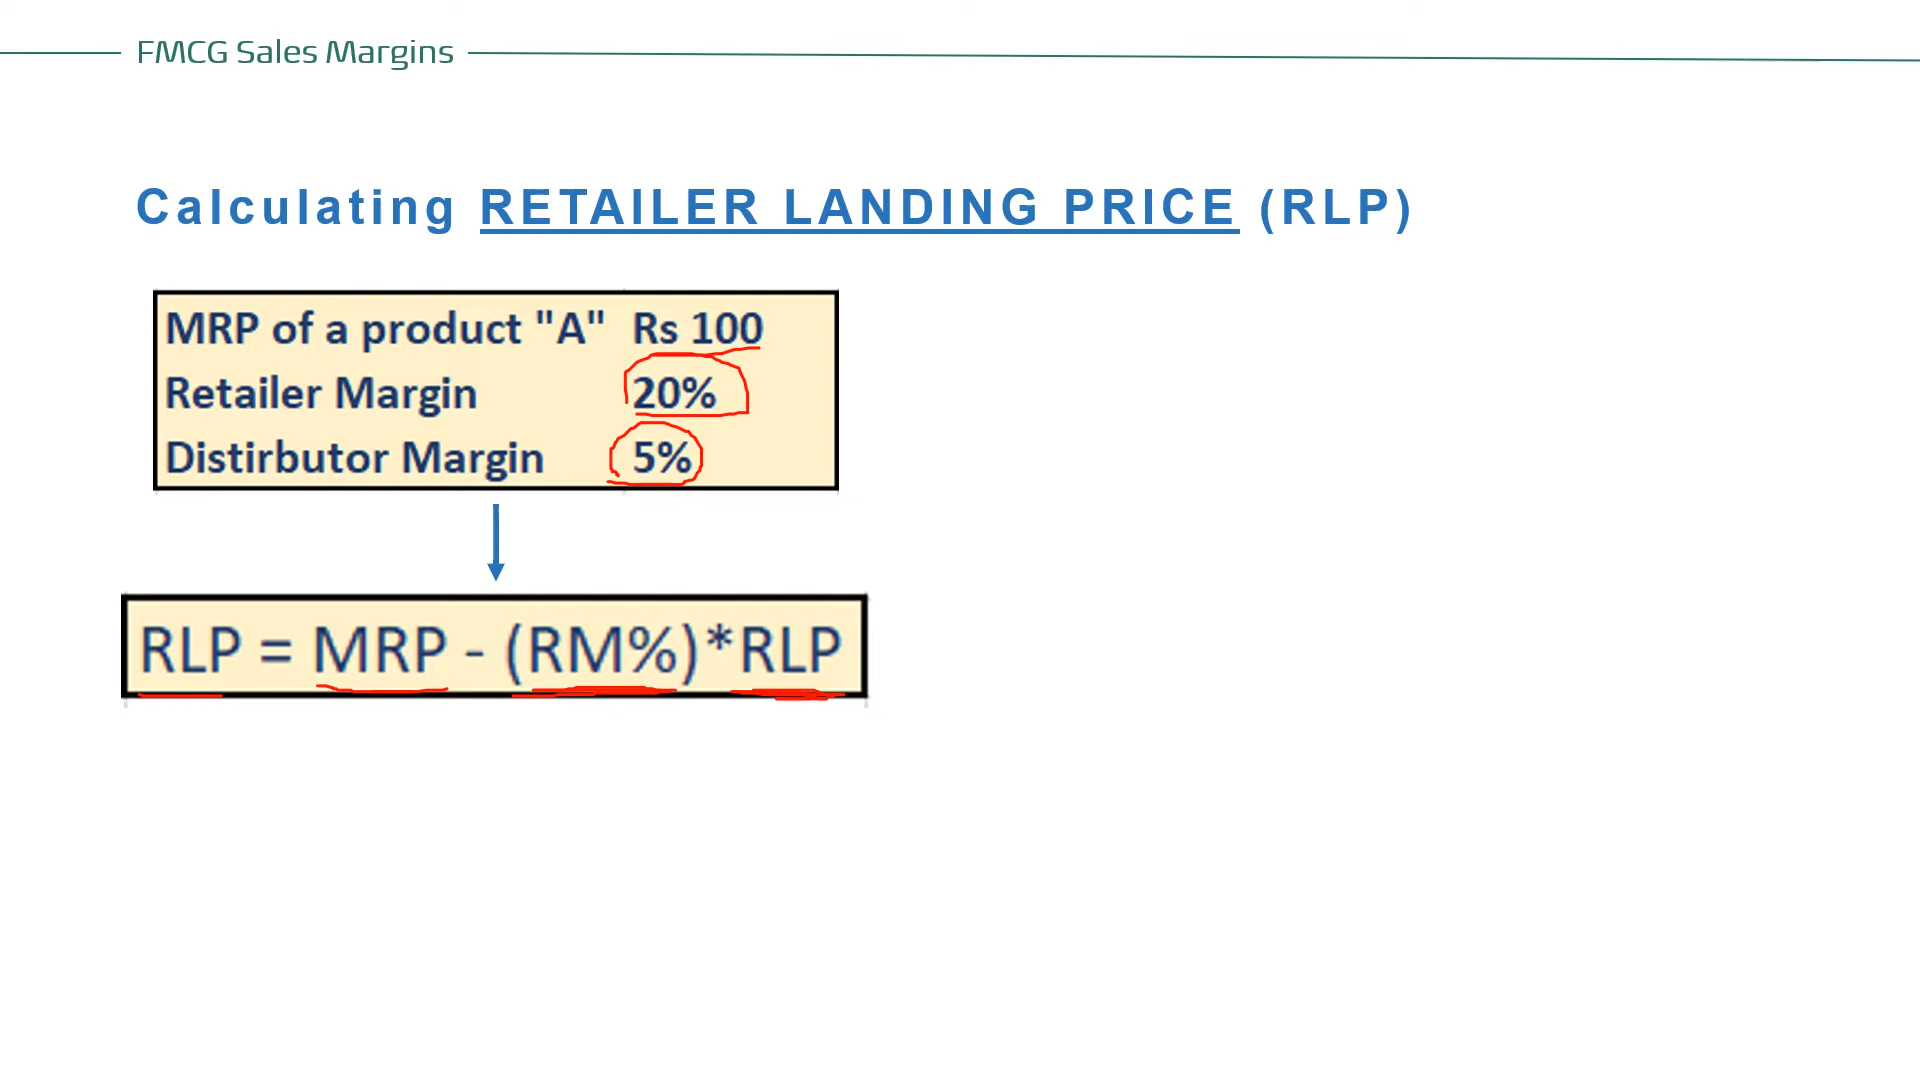 FMCG Sales Margins
Calculating RETAILER LANDING PRICE (RLP)
MRP of a product "A" Rs 100
Retailer Margin 20%
Distirbutor Margin 5%
RLP = MRP - (RM%)*RLP